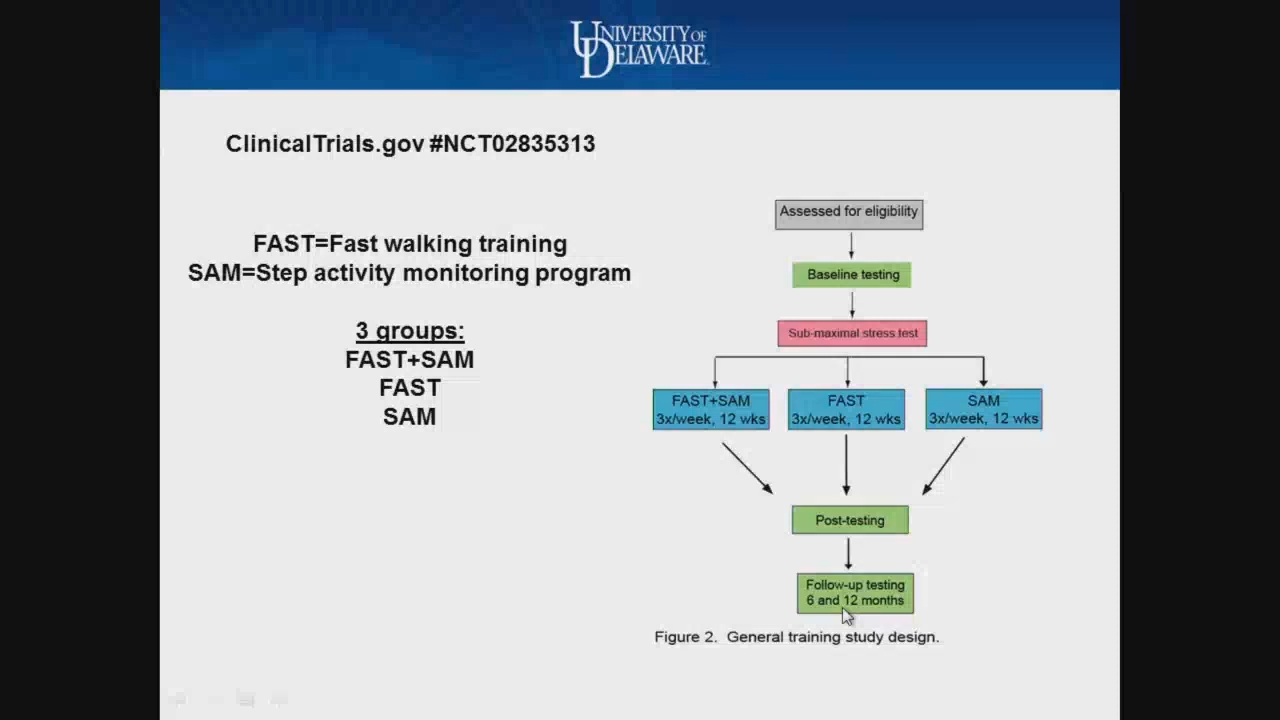 UNIVERSITY OF
DELAWARE.
ClinicalTrials.gov #NCT02835313
FAST=Fast walking training
SAM=Step activity monitoring program
3 groups:
FAST+SAM
FAST
SAM
Assessed for eligibility
Baseline testing
Sub-maximal stress test
FAST+SAM
3x/week, 12 wks
FAST
3x/week, 12 wks
SAM
3x/week, 12 wks
Post-testing
Follow-up testing
6 and 12 months
Figure 2. General training study design.